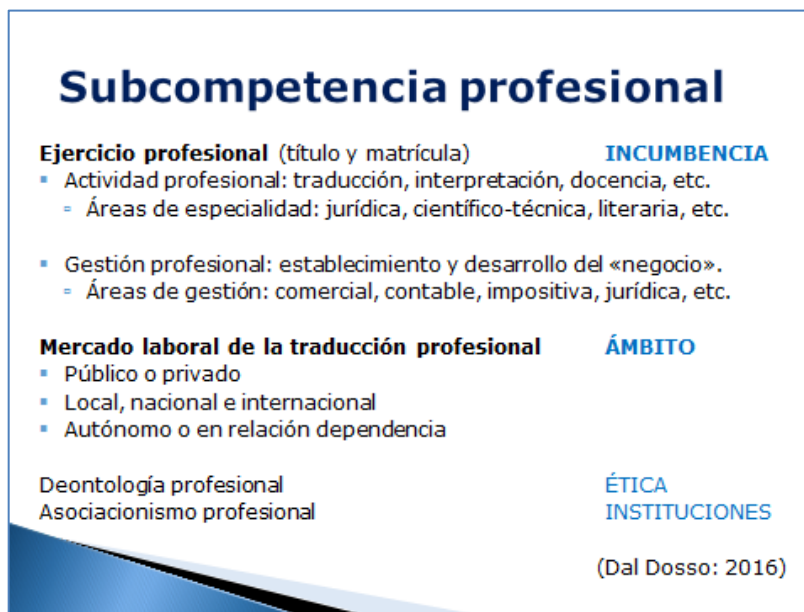 Subcompetencia profesional
Ejercicio profesional (título y matrícula) INCUMBENCIA
▪ Actividad profesional: traducción, interpretación, docencia, etc.
▫ Áreas de especialidad: jurídica, científico-técnica, literaria, etc.
▪ Gestión profesional: establecimiento y desarrollo del «negocio».
▫ Áreas de gestión: comercial, contable, impositiva, jurídica, etc.
Mercado laboral de la traducción profesional ÁMBITO
▪ Público o privado
▪ Local, nacional e internacional
▪ Autónomo o en relación dependencia
Deontología profesional ÉTICA
Asociacionismo profesional INSTITUCIONES
(Dal Dosso: 2016)